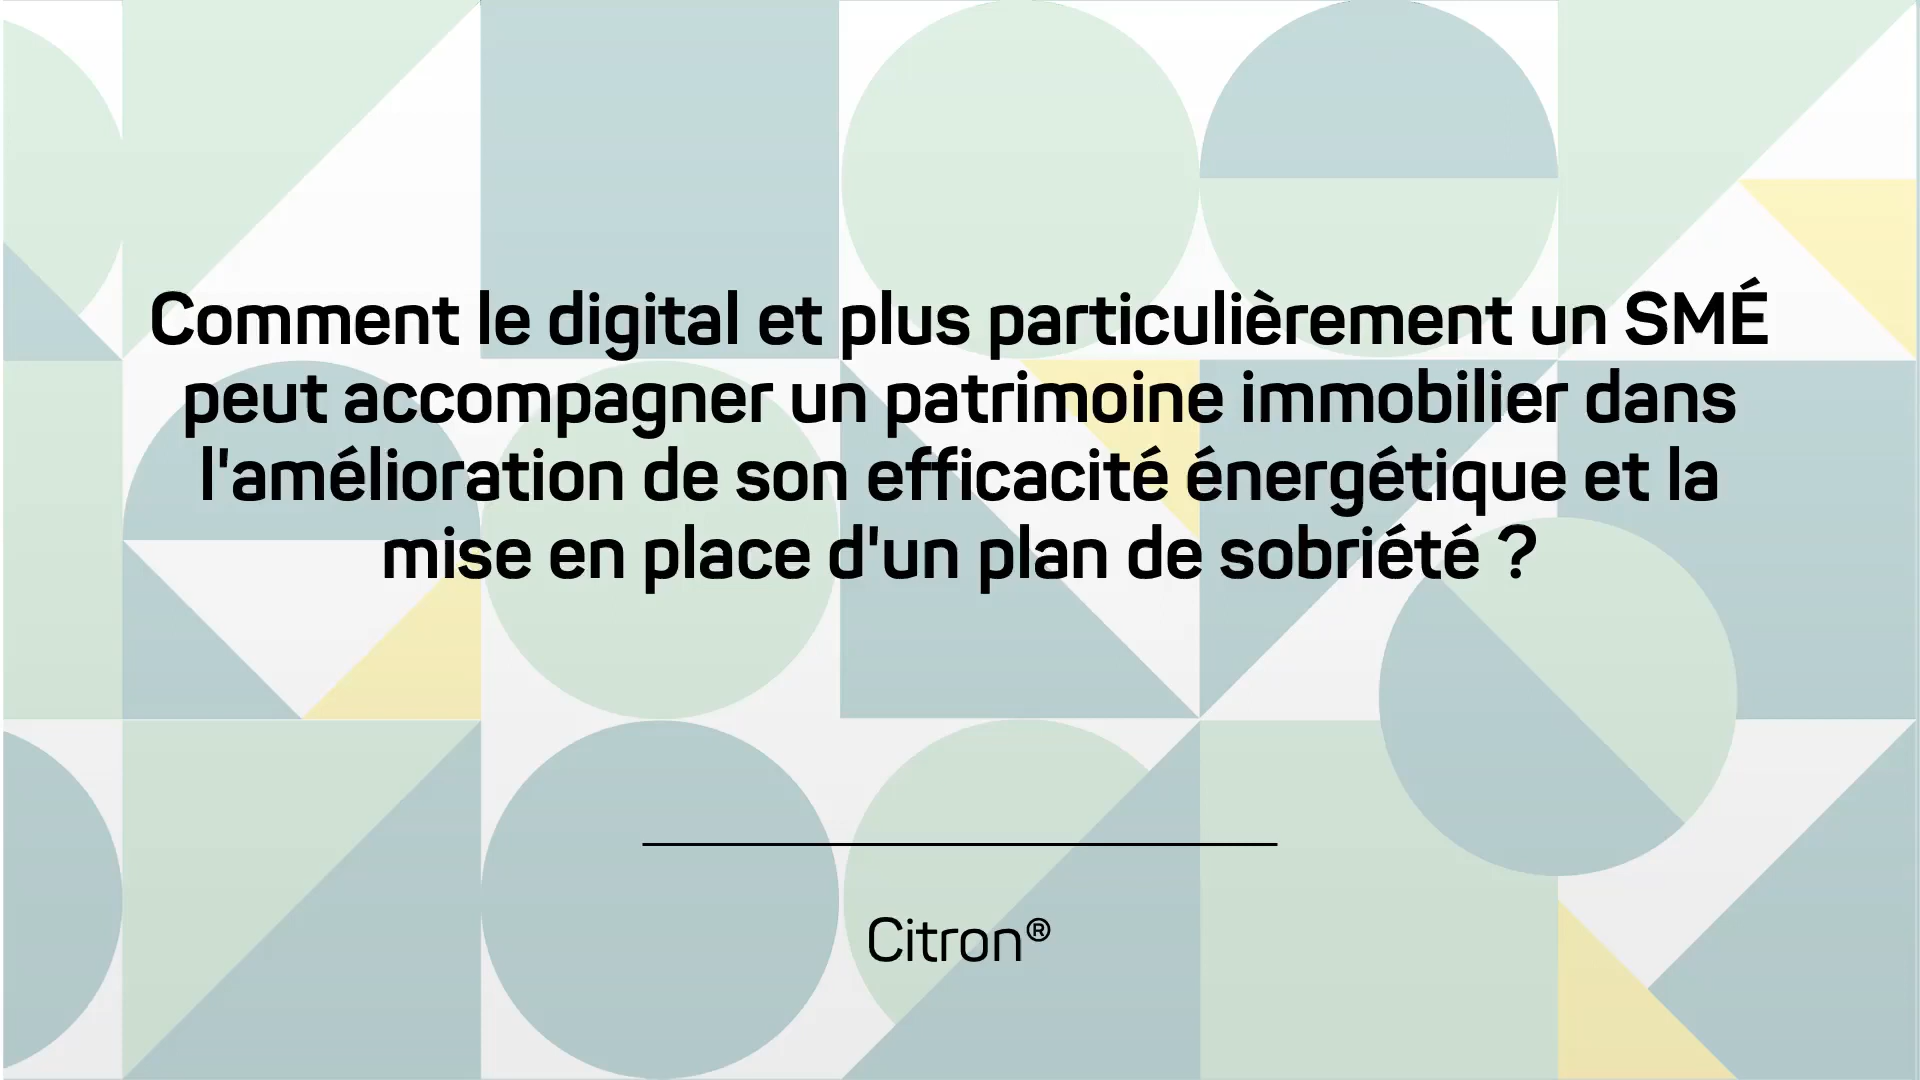 Comment le digital et plus particulièrement un SMÉ
peut accompagner un patrimoine immobilier dans
l'amélioration de son efficacité énergétique et la
mise en place d'un plan de sobriété ?
Citron®